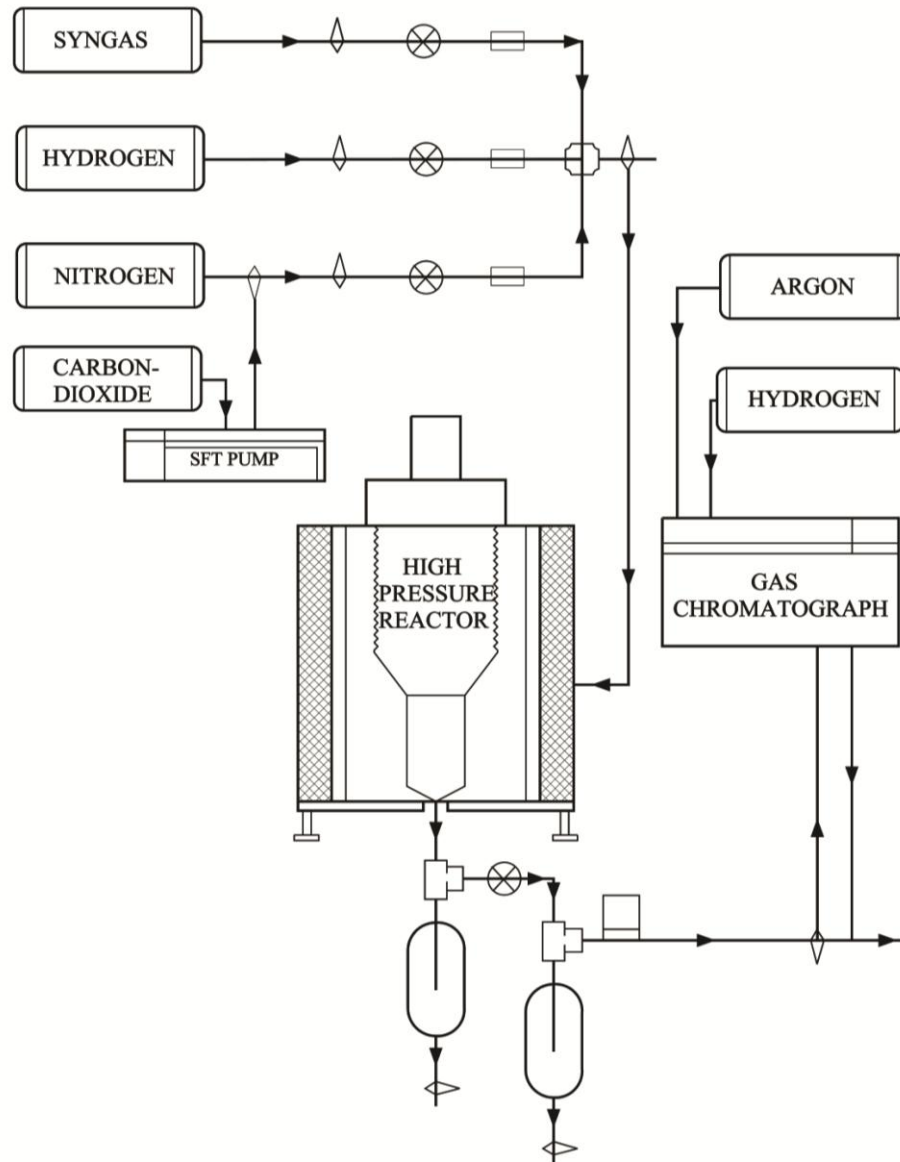 SYNGAS
HYDROGEN
NITROGEN
CARBON-
DIOXIDE
SFT PUMP
ARGON
HYDROGEN
HIGH
PRESSURE
REACTOR
GAS
CHROMATOGRAPH